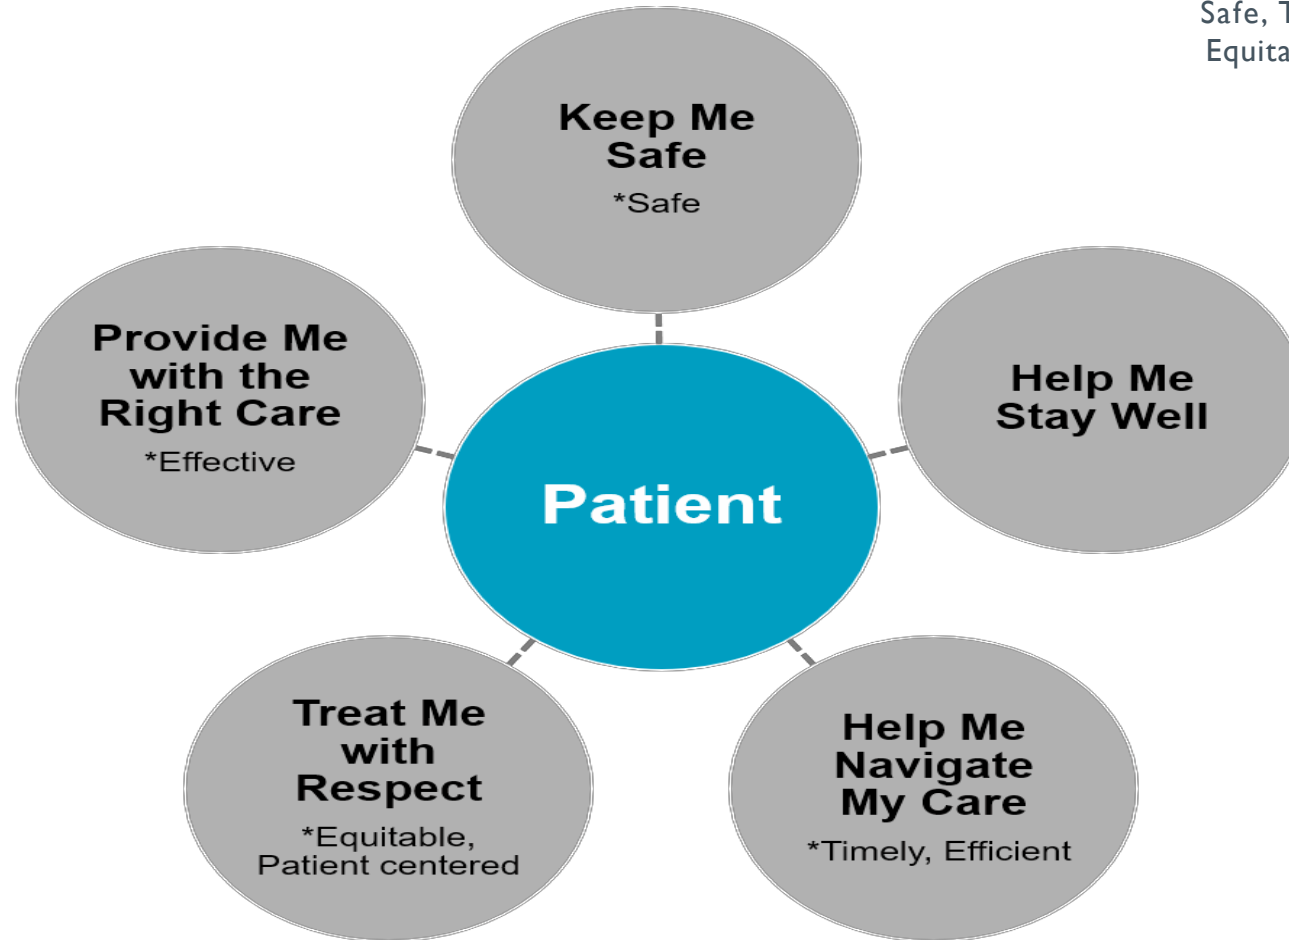 Safe,
Keep Me
Safe
*Safe
Provide Me
with the
Right Care
*Effective
Help Me
Stay Well
Patient
Treat Me
with
Respect
*Equitable,
Patient centered
Help Me
Navigate
My Care
*Timely, Efficient